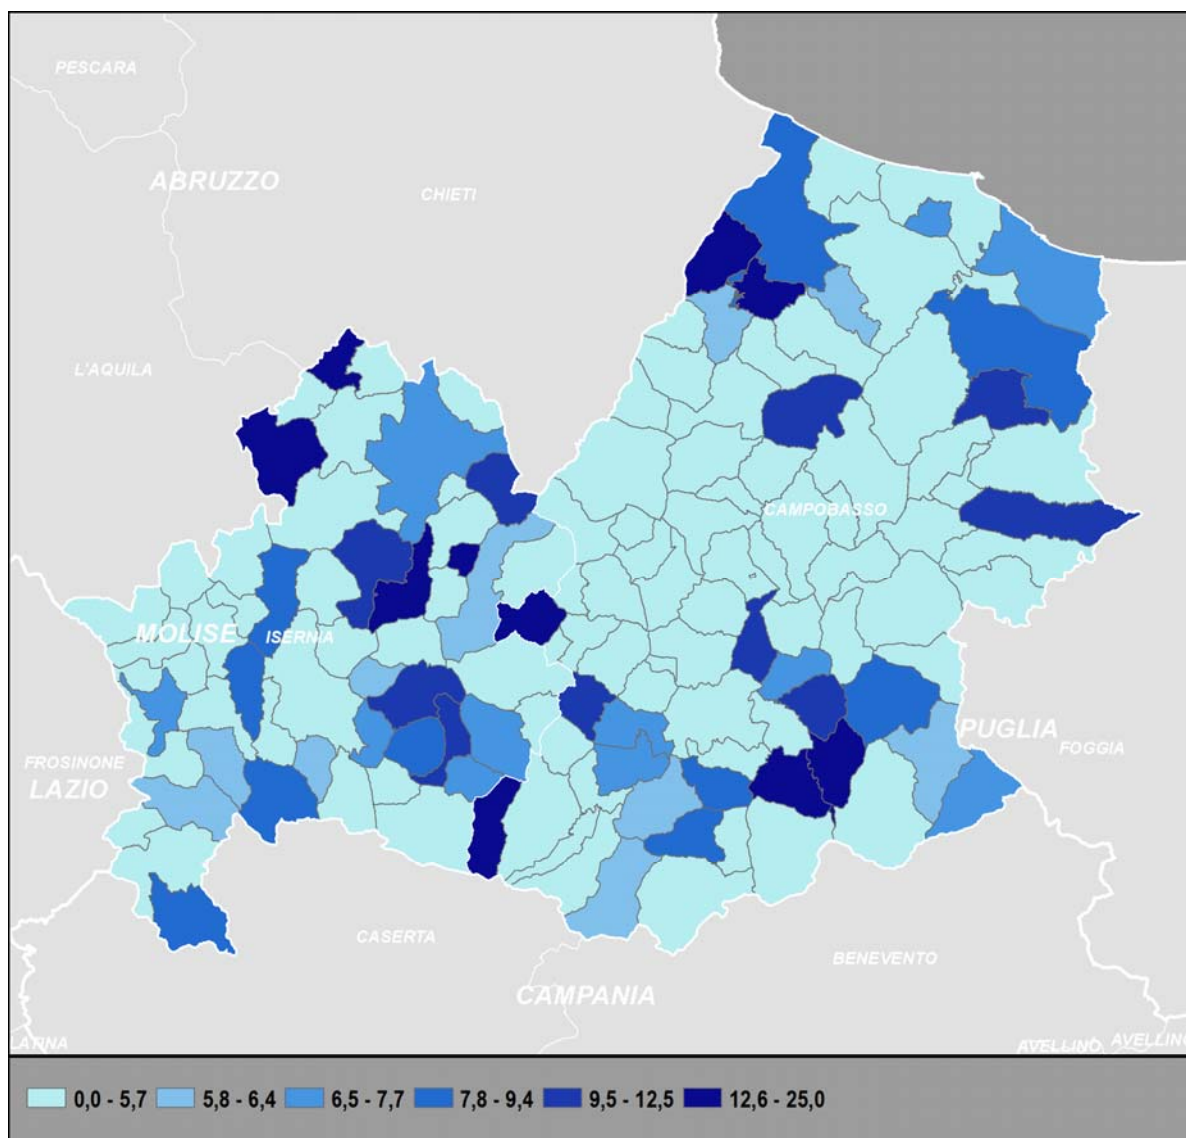 PESCARA
ABRUZZO
CHIETI
L'AQUILA
CAMPOBASSO
MOLISE
ISERNIA
PUGLIA
FOGGIA
FROSINONE
LAZIO
CASERTA
BENEVENTO
CAMPANIA
LATINA
AVELLINO
AVELLINO
0,0 - 5,7
5,8 - 6,4
6,5 - 7,7
7,8 - 9,4
9,5 - 12,5
12,6 - 25,0